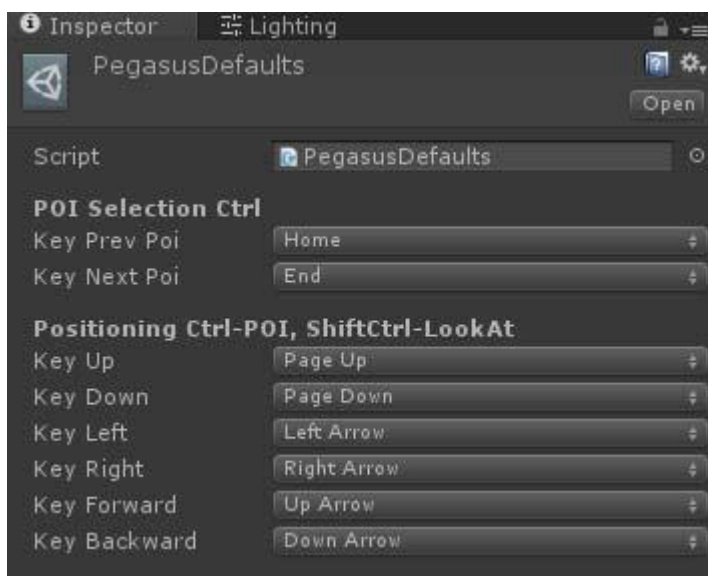 Inspector Lighting
PegasusDefaults
Open
Script PegasusDefaults
POI Selection Ctrl
Key Prev Poi Home
Key Next Poi End
Positioning Ctrl-POI, ShiftCtrl-LookAt
Key Up Page Up
Key Down Page Down
Key Left Left Arrow
Key Right Right Arrow
Key Forward Up Arrow
Key Backward Down Arrow